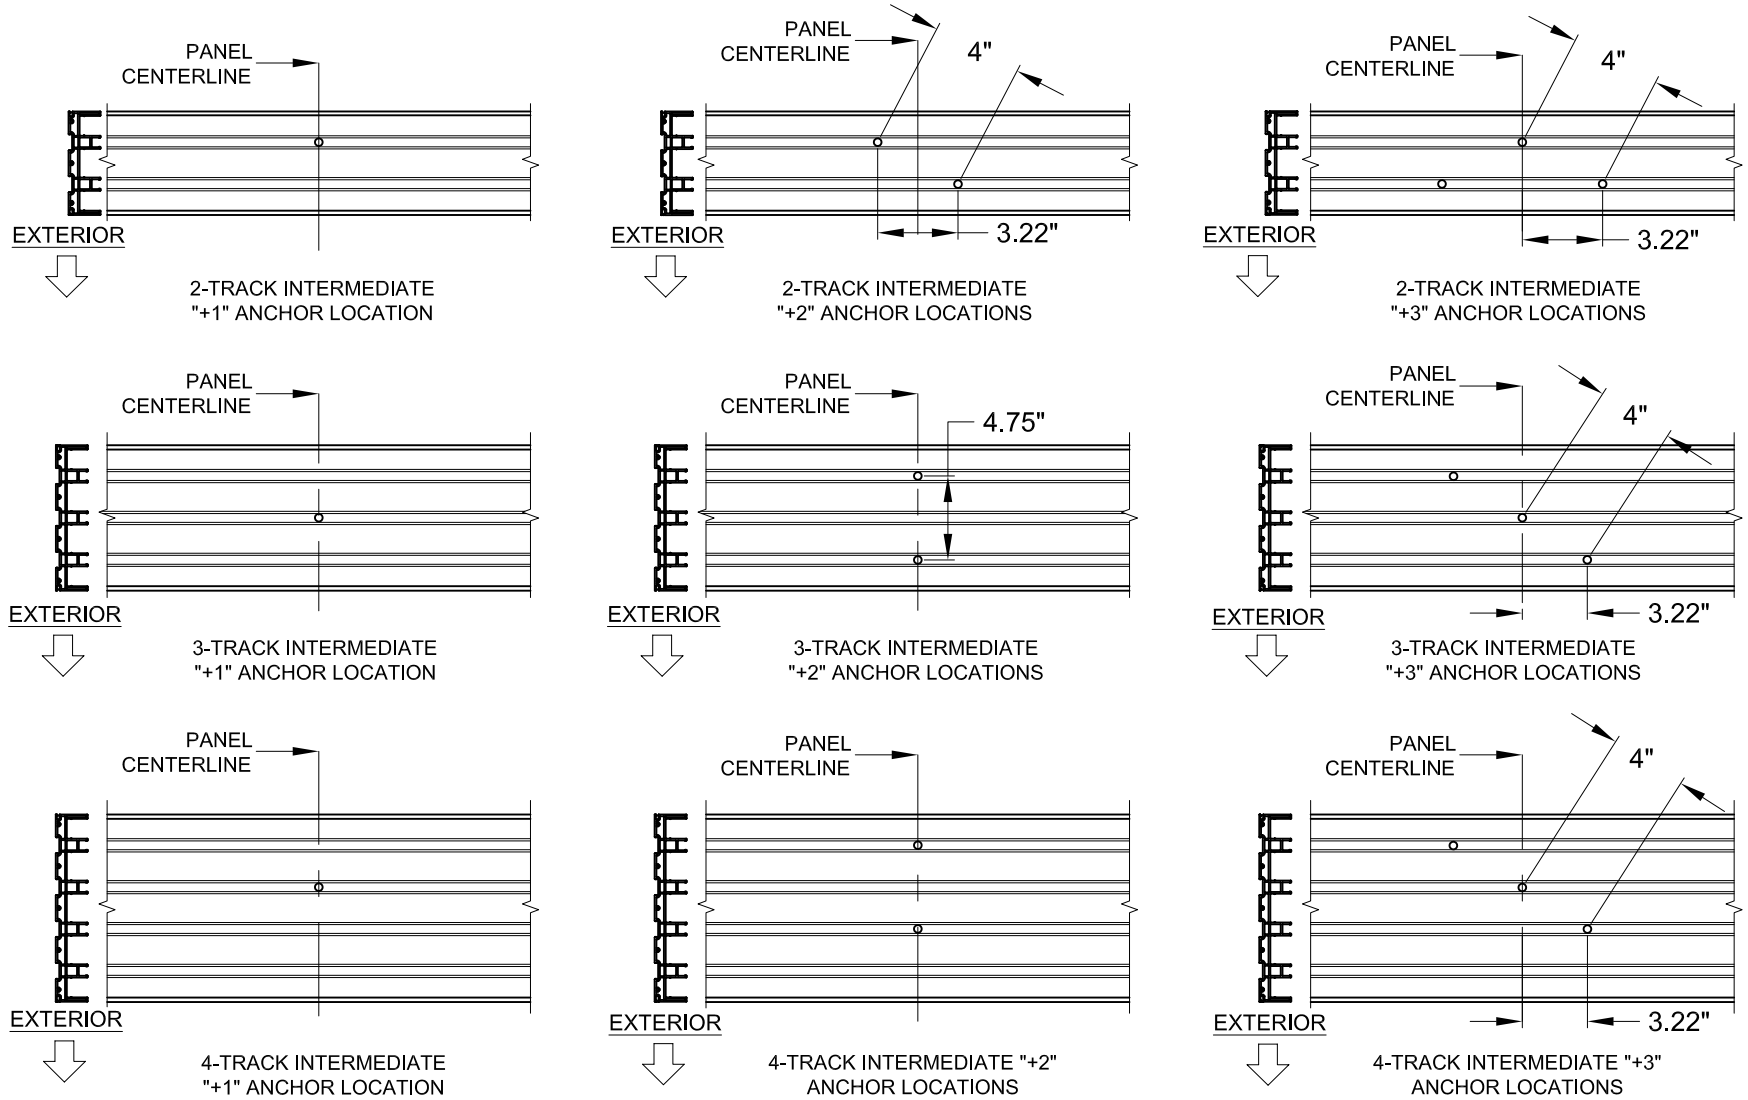 PANEL
CENTERLINE
EXTERIOR
2-TRACK INTERMEDIATE
"+1" ANCHOR LOCATION
PANEL
CENTERLINE
4"
3.22"
EXTERIOR
2-TRACK INTERMEDIATE
"+2" ANCHOR LOCATIONS
PANEL
CENTERLINE
4"
3.22"
EXTERIOR
2-TRACK INTERMEDIATE
"+3" ANCHOR LOCATIONS
PANEL
CENTERLINE
EXTERIOR
3-TRACK INTERMEDIATE
"+1" ANCHOR LOCATION
PANEL
CENTERLINE
4.75"
EXTERIOR
3-TRACK INTERMEDIATE
"+2" ANCHOR LOCATIONS
PANEL
CENTERLINE
4"
3.22"
EXTERIOR
3-TRACK INTERMEDIATE
"+3" ANCHOR LOCATIONS
PANEL
CENTERLINE
EXTERIOR
4-TRACK INTERMEDIATE
"+1" ANCHOR LOCATION
PANEL
CENTERLINE
EXTERIOR
4-TRACK INTERMEDIATE "+2"
ANCHOR LOCATIONS
PANEL
CENTERLINE
4"
3.22"
EXTERIOR
4-TRACK INTERMEDIATE "+3"
ANCHOR LOCATIONS